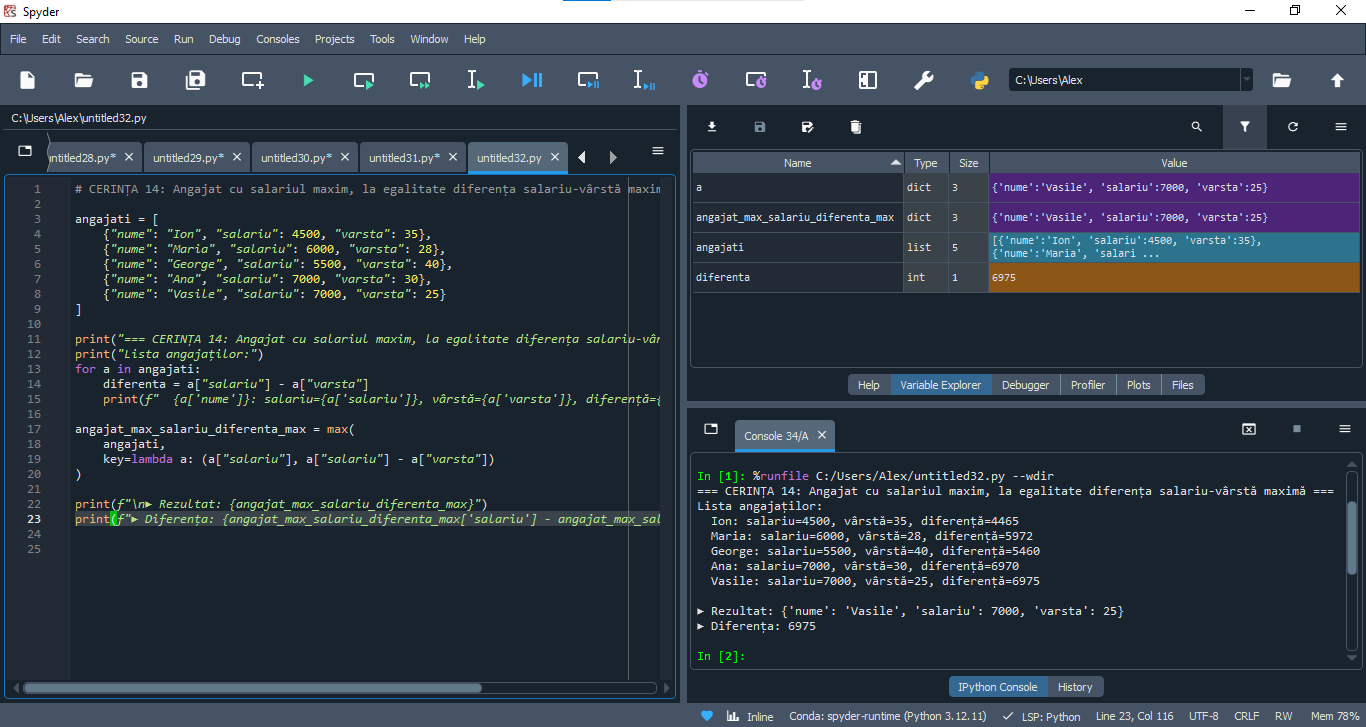 Spyder
File Edit Search Source Run Debug Consoles Projects Tools Window Help
C:\Users\Alex
C:\Users\Alex\untitled32.py
ntitled28.py* untitled29.py* untitled30.py* untitled31.py* untitled32.py
1 # CERINȚA 14: Angajat cu salariul maxim, la egalitate diferența salariu-vârstă maxim
2
3 angajati = [
4 {"nume": "Ion", "salariu": 4500, "varsta": 35},
5 {"nume": "Maria", "salariu": 6000, "varsta": 28},
6 {"nume": "George", "salariu": 5500, "varsta": 40},
7 {"nume": "Ana", "salariu": 7000, "varsta": 30},
8 {"nume": "Vasile", "salariu": 7000, "varsta": 25}
9 ]
10
11 print("=== CERINȚA 14: Angajat cu salariul maxim, la egalitate diferența salariu-vâr
12 print("Lista angajaților:")
13 for a in angajati:
14 diferenta = a["salariu"] - a["varsta"]
15 print(f"  {a['nume']}: salariu={a['salariu']}, vârstă={a['varsta']}, diferență={
16
17 angajat_max_salariu_diferenta_max = max(
18 angajati,
19 key=lambda a: (a["salariu"], a["salariu"] - a["varsta"])
20 )
21
22 print(f"\n► Rezultat: {angajat_max_salariu_diferenta_max}")
23 print(f"► Diferența: {angajat_max_salariu_diferenta_max['salariu'] - angajat_max_sal
24
25
Name Type Size Value
a dict 3 {'nume':'Vasile', 'salariu':7000, 'varsta':25}
angajat_max_salariu_diferenta_max dict 3 {'nume':'Vasile', 'salariu':7000, 'varsta':25}
angajati list 5 [{'nume':'Ion', 'salariu':4500, 'varsta':35},
{'nume':'Maria', 'salari ...
diferenta int 1 6975
Help Variable Explorer Debugger Profiler Plots Files
Console 34/A
In [1]: %runfile C:/Users/Alex/untitled32.py --wdir
=== CERINȚA 14: Angajat cu salariul maxim, la egalitate diferența salariu-vârstă maximă ===
Lista angajaților:
Ion: salariu=4500, vârstă=35, diferență=4465
Maria: salariu=6000, vârstă=28, diferență=5972
George: salariu=5500, vârstă=40, diferență=5460
Ana: salariu=7000, vârstă=30, diferență=6970
Vasile: salariu=7000, vârstă=25, diferență=6975
► Rezultat: {'nume': 'Vasile', 'salariu': 7000, 'varsta': 25}
► Diferența: 6975
In [2]:
IPython Console History
Inline Conda: spyder-runtime (Python 3.12.11) LSP: Python Line 23, Col 116 UTF-8 CRLF RW Mem 78%